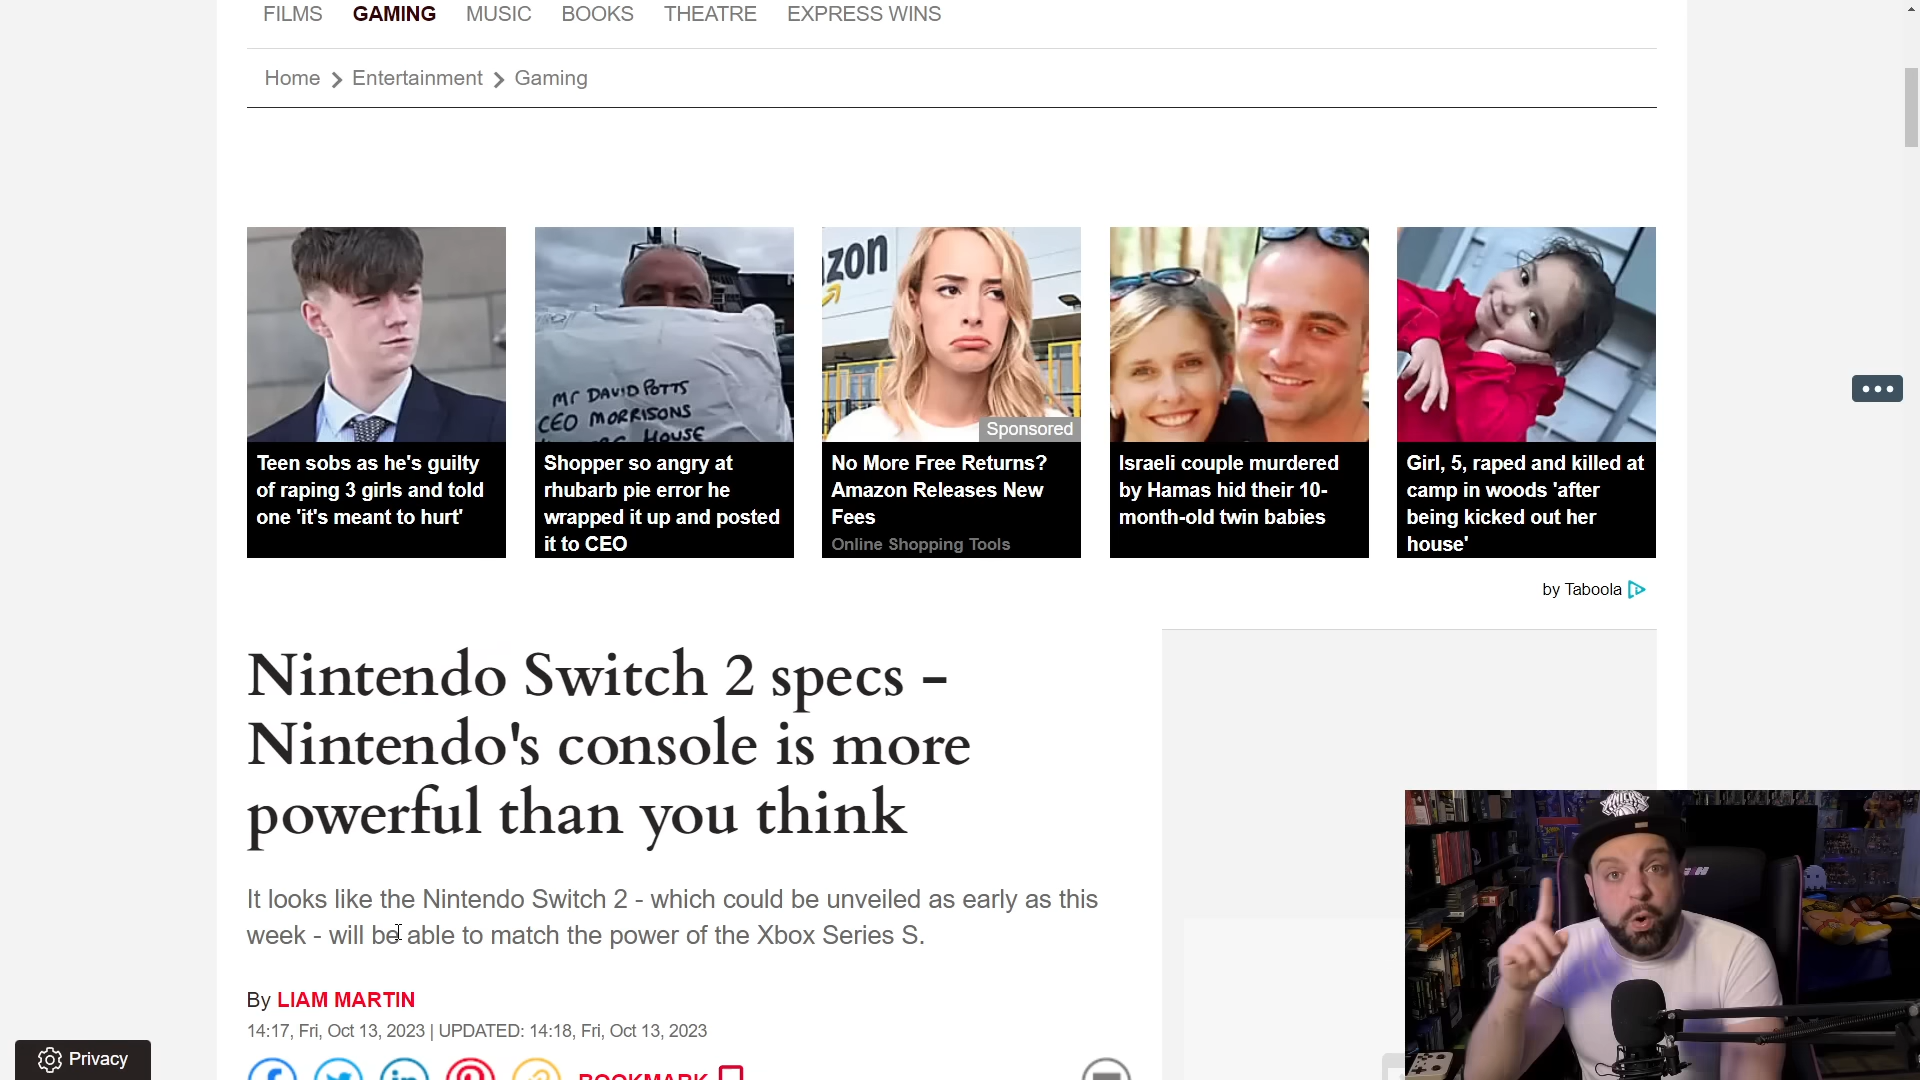 FILMS GAMING MUSIC BOOKS THEATRE EXPRESS WINS
Home > Entertainment > Gaming
zon
Mr DAVID POTTS
CEO MORRISONS
HOUSE
Sponsored
Teen sobs as he's guilty
of raping 3 girls and told
one 'it's meant to hurt'
Shopper so angry at
rhubarb pie error he
wrapped it up and posted
it to CEO
No More Free Returns?
Amazon Releases New
Fees
Online Shopping Tools
Israeli couple murdered
by Hamas hid their 10-
month-old twin babies
Girl, 5, raped and killed at
camp in woods 'after
being kicked out her
house'
by Taboola
Nintendo Switch 2 specs -
Nintendo's console is more
powerful than you think
It looks like the Nintendo Switch 2 - which could be unveiled as early as this
week - will be able to match the power of the Xbox Series S.
By LIAM MARTIN
14:17, Fri, Oct 13, 2023 | UPDATED: 14:18, Fri, Oct 13, 2023
BOOKMARK
Privacy
KNICKS